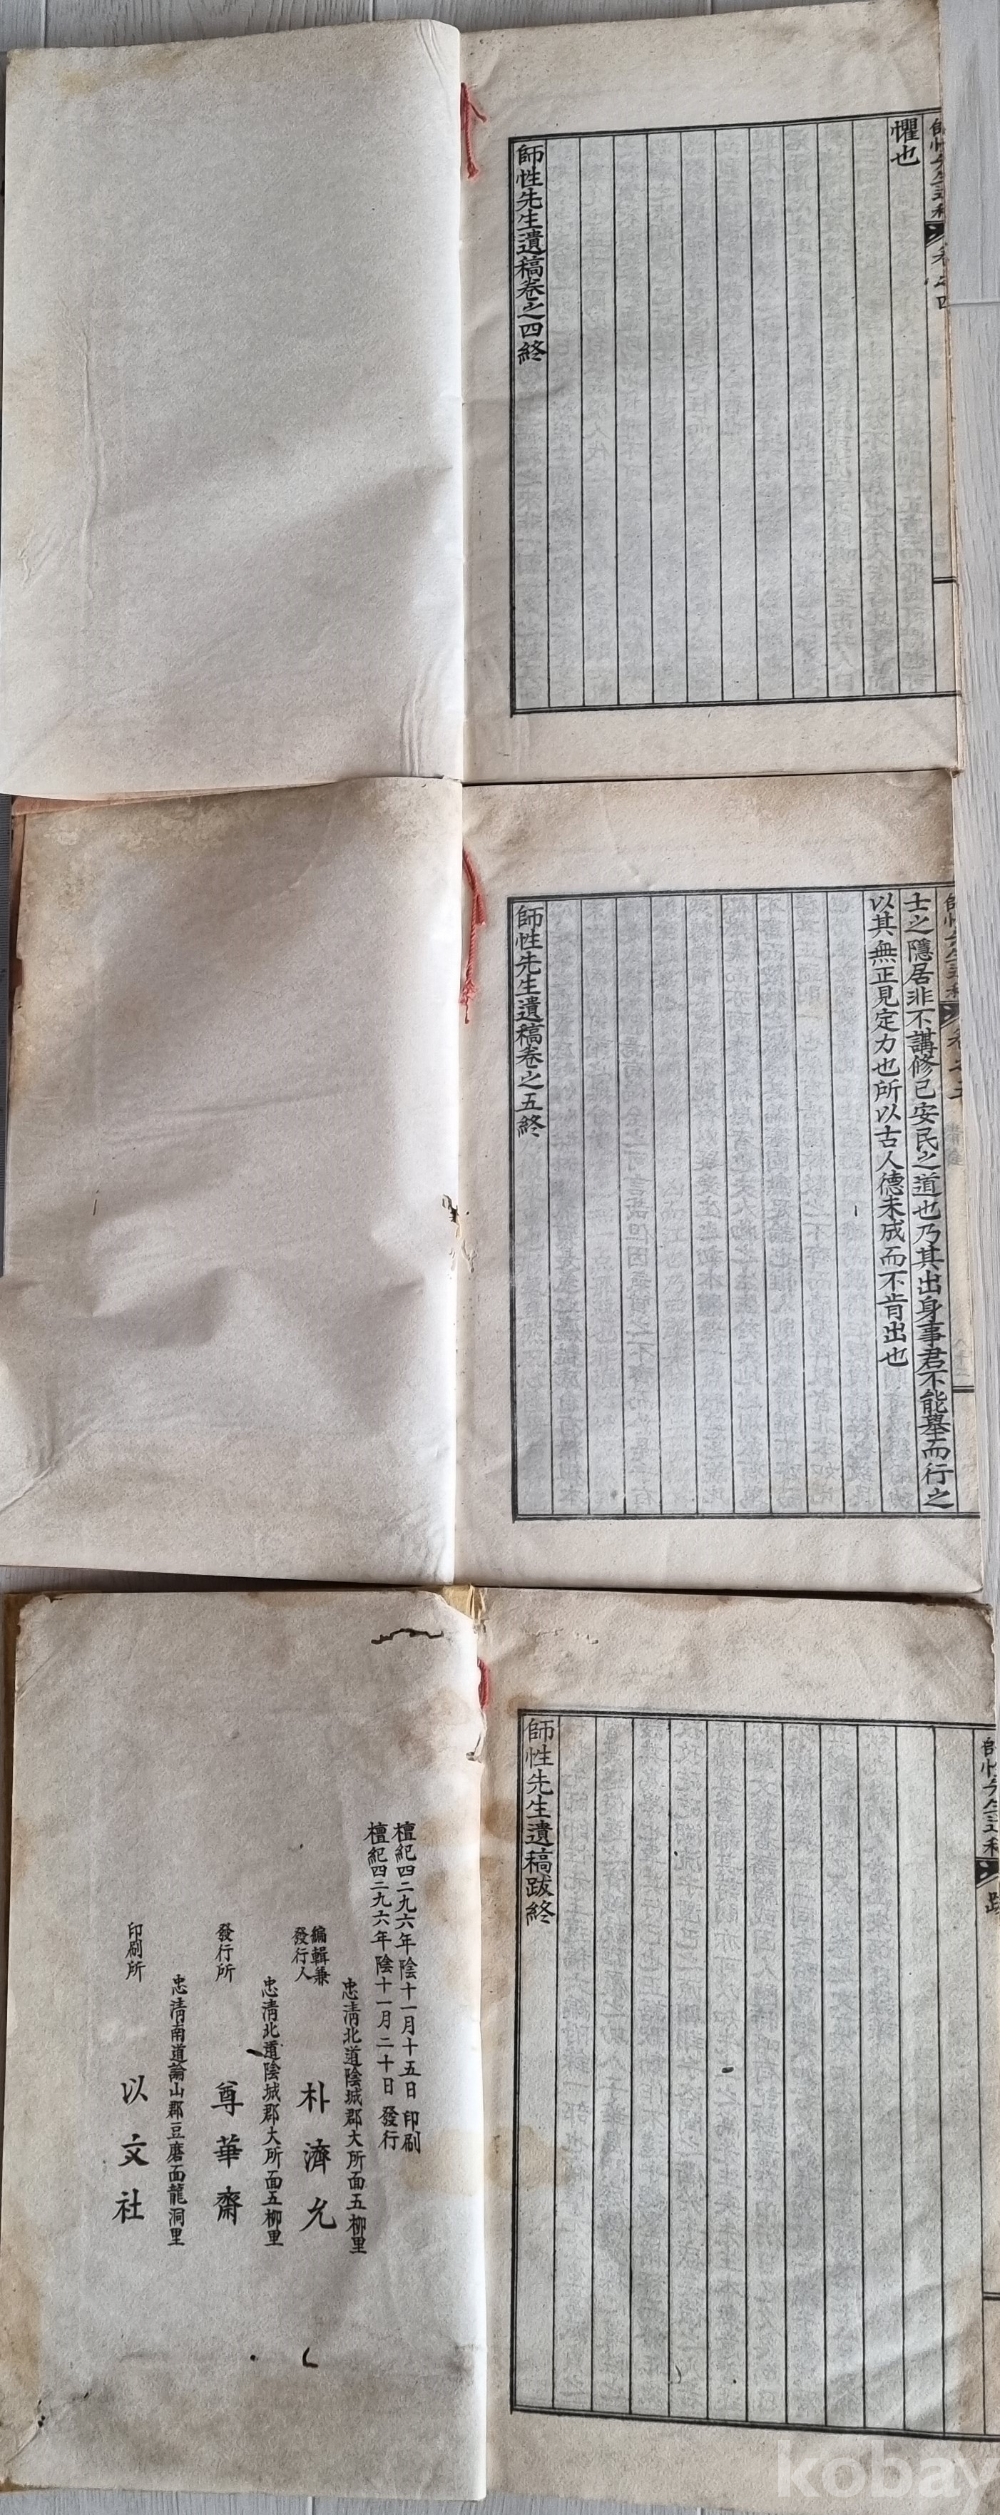 懼也
師性先生遺稿卷之四終
士之隱居非不講修己安民之道也乃其出身事君不能擧而行之
以其無正見定力也所以古人德未成而不肯出也
師性先生遺稿卷之五終
師性先生遺稿跋終
檀紀四二九六年陰十一月十五日 印刷
檀紀四二九六年陰十一月二十日 發行
忠淸北道陰城郡大所面五柳里
編輯兼
發行人 朴濟允
忠淸北道陰城郡大所面五柳里
發行所 尊華齋
忠淸南道論山郡豆磨面龍洞里
印刷所 以文社
kobay